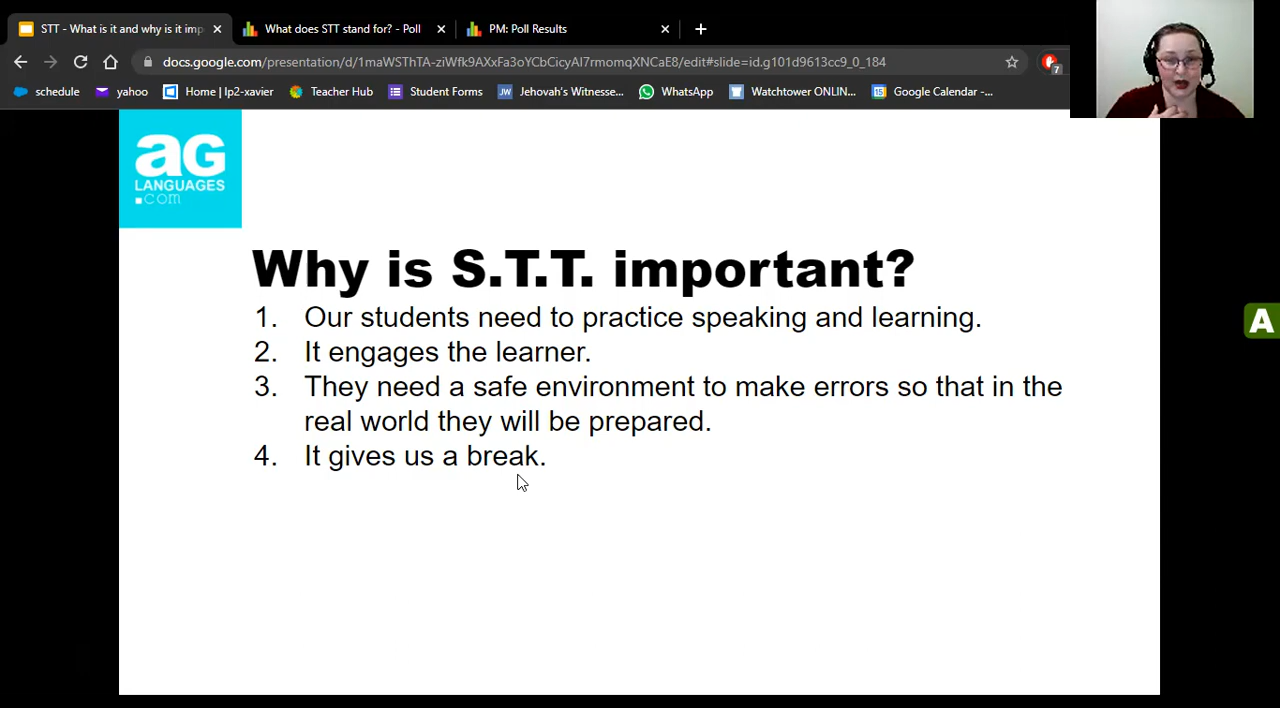 STT - What is it and why is it imp
What does STT stand for? - Poll
PM: Poll Results
docs.google.com/presentation/d/1maWSThTA-ziWfk9AXxFa3oYCbCicyAl7rmomqXNCaE8/edit#slide=id.g101d9613cc9_0_184
7
schedule
yahoo
Home | lp2-xavier
Teacher Hub
Student Forms
JW Jehovah's Witnesse...
WhatsApp
Watchtower ONLIN...
15 Google Calendar -...
aG
LANGUAGES
.com
Why is S.T.T. important?
1. Our students need to practice speaking and learning.
2. It engages the learner.
3. They need a safe environment to make errors so that in the
real world they will be prepared.
4. It gives us a break.
A